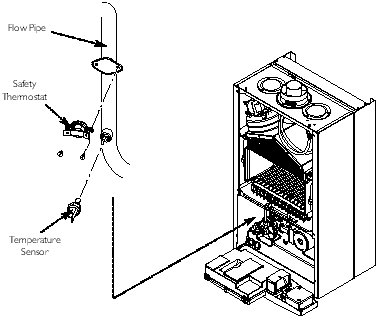 Flow Pipe
Safety
Thermostat
Temperature
Sensor